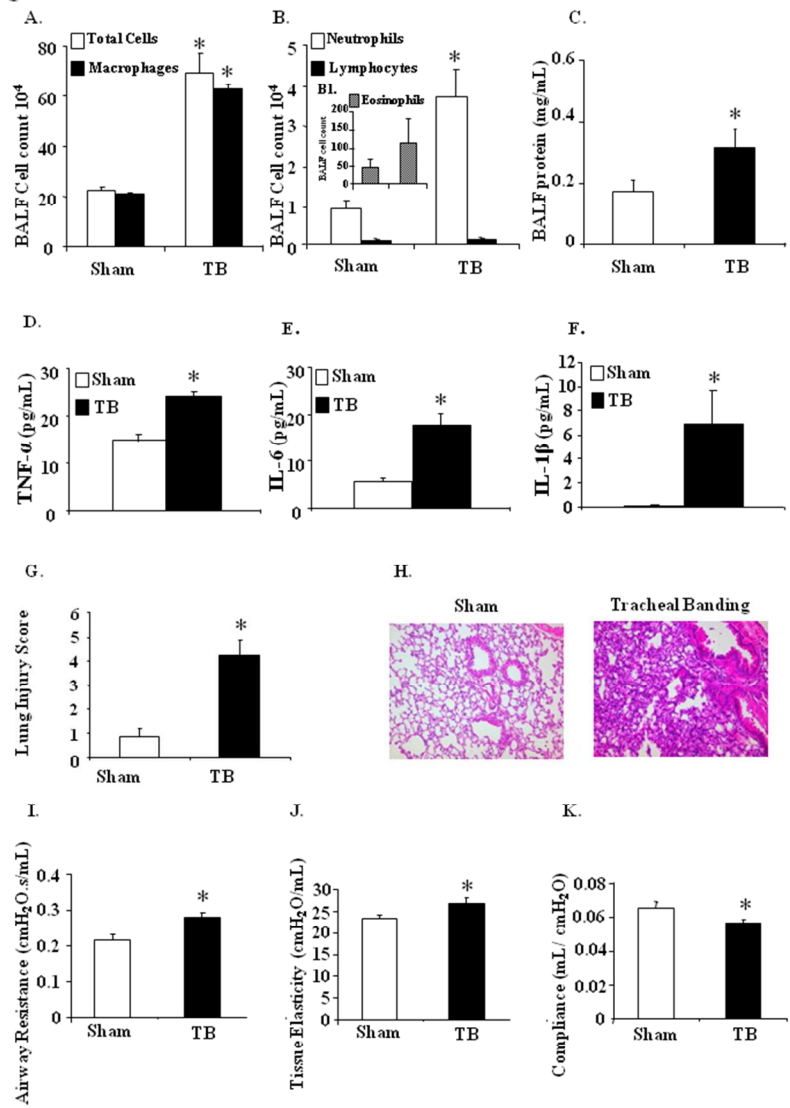 A.
Total Cells
Macrophages
BALF Cell count 10⁴
80
60
40
20
0
*
*
Sham
TB
B.
Neutrophils
Lymphocytes
BALF Cell count 10⁴
5
4
3
2
1
0
*
B1.
Eosinophils
BALF cell count
200
150
100
50
0
Sham
TB
C.
BALF protein (mg/mL)
0.6
0.4
0.2
0
*
Sham
TB
D.
Sham
TB
TNF-α (pg/mL)
30
20
10
0
*
E.
Sham
TB
IL-6 (pg/mL)
30
20
10
0
*
F.
Sham
TB
IL-1β (pg/mL)
12
10
8
6
4
2
0
*
G.
Lung Injury Score
6
5
4
3
2
1
0
*
Sham
TB
H.
Sham
Tracheal Banding
I.
Airway Resistance (cmH₂O.s/mL)
0.4
0.3
0.2
0.1
0
*
Sham
TB
J.
Tissue Elasticity (cmH₂O/mL)
30
25
20
15
10
5
0
*
Sham
TB
K.
Compliance (mL/ cmH₂O)
0.08
0.06
0.04
0.02
0
*
Sham
TB